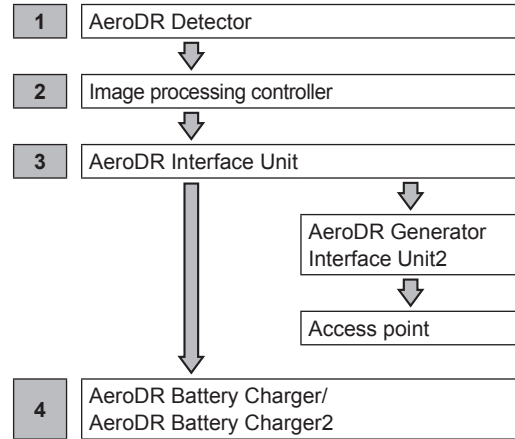 1
AeroDR Detector
2
Image processing controller
3
AeroDR Interface Unit
AeroDR Generator
Interface Unit2
Access point
4
AeroDR Battery Charger/
AeroDR Battery Charger2